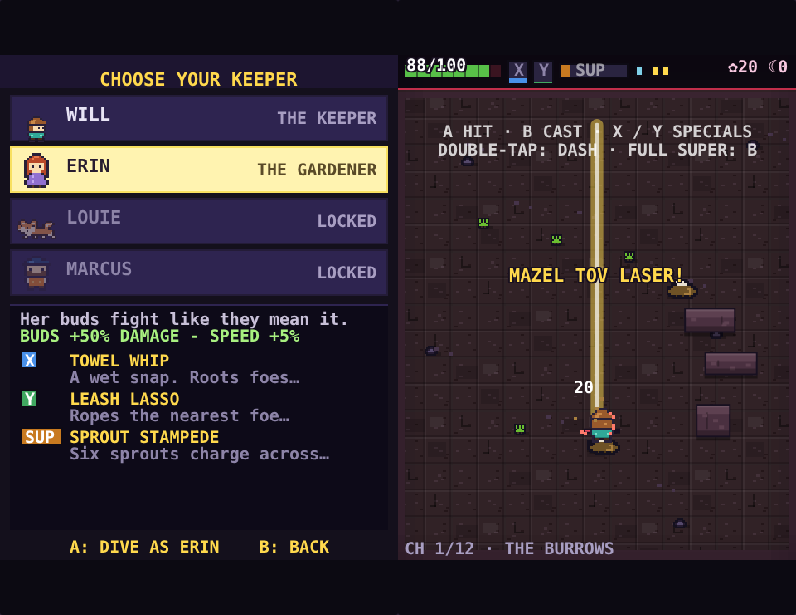 CHOOSE YOUR KEEPER
WILL THE KEEPER
ERIN THE GARDENER
LOUIE LOCKED
MARCUS LOCKED
Her buds fight like they mean it.
BUDS +50% DAMAGE - SPEED +5%
X TOWEL WHIP
A wet snap. Roots foes…
Y LEASH LASSO
Ropes the nearest foe…
SUP SPROUT STAMPEDE
Six sprouts charge across…
A: DIVE AS ERIN B: BACK
88/100 X Y SUP ✿20 ☾0
A HIT · B CAST · X / Y SPECIALS
DOUBLE-TAP: DASH · FULL SUPER: B
MAZEL TOV LASER!
20
CH 1/12 · THE BURROWS